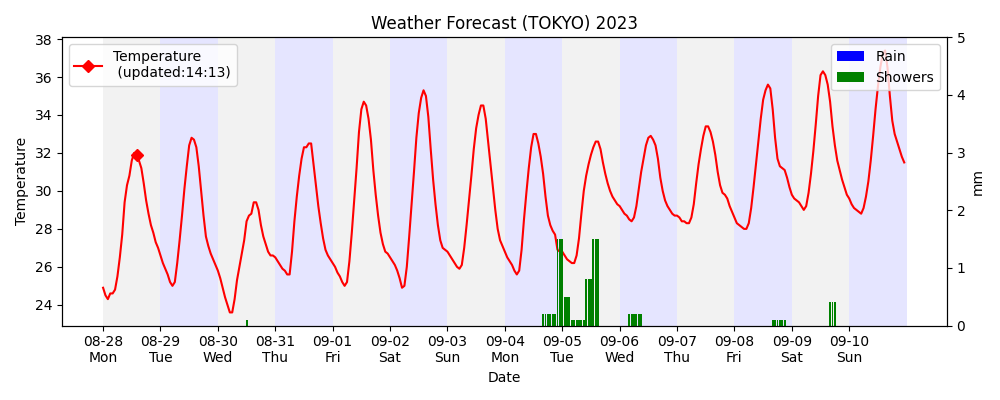 Weather Forecast (TOKYO) 2023
Temperature
(updated:14:13)
Rain
Showers
38
36
34
32
30
28
26
24
Temperature
5
4
3
2
1
0
mm
08-28 08-29 08-30 08-31 09-01 09-02 09-03 09-04 09-05 09-06 09-07 09-08 09-09 09-10
Mon Tue Wed Thu Fri Sat Sun Mon Tue Wed Thu Fri Sat Sun
Date